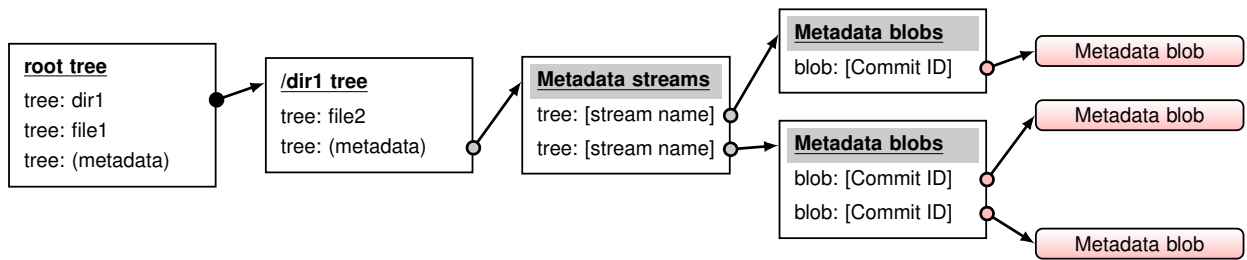 root tree
tree: dir1
tree: file1
tree: (metadata)
/dir1 tree
tree: file2
tree: (metadata)
Metadata streams
tree: [stream name]
tree: [stream name]
Metadata blobs
blob: [Commit ID]
Metadata blobs
blob: [Commit ID]
blob: [Commit ID]
Metadata blob
Metadata blob
Metadata blob